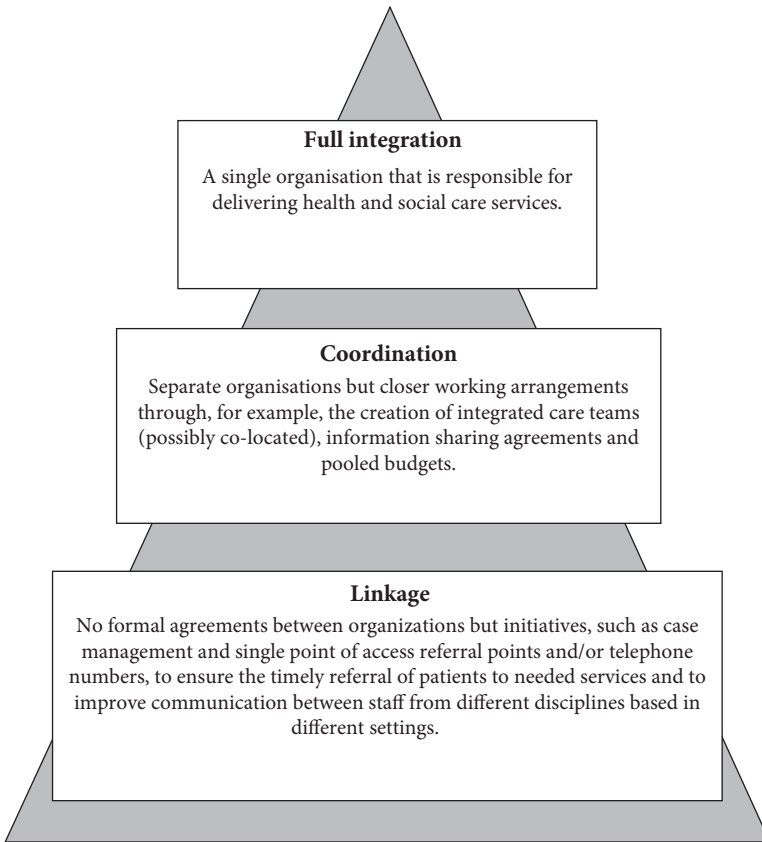 Full integration
A single organisation that is responsible for
delivering health and social care services.
Coordination
Separate organisations but closer working arrangements
through, for example, the creation of integrated care teams
(possibly co-located), information sharing agreements and
pooled budgets.
Linkage
No formal agreements between organizations but initiatives, such as case
management and single point of access referral points and/or telephone
numbers, to ensure the timely referral of patients to needed services and to
improve communication between staff from different disciplines based in
different settings.